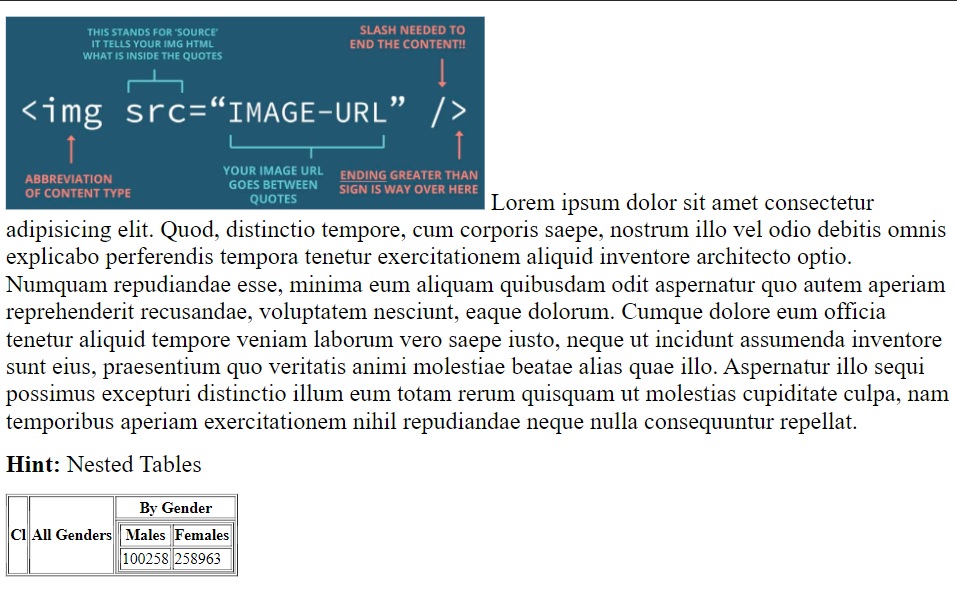 THIS STANDS FOR 'SOURCE'
IT TELLS YOUR IMG HTML
WHAT IS INSIDE THE QUOTES
SLASH NEEDED TO
END THE CONTENT!!
<img src=“IMAGE-URL” />
ABBREVIATION
OF CONTENT TYPE
YOUR IMAGE URL
GOES BETWEEN
QUOTES
ENDING GREATER THAN
SIGN IS WAY OVER HERE
Lorem ipsum dolor sit amet consectetur
adipisicing elit. Quod, distinctio tempore, cum corporis saepe, nostrum illo vel odio debitis omnis
explicabo perferendis tempora tenetur exercitationem aliquid inventore architecto optio.
Numquam repudiandae esse, minima eum aliquam quibusdam odit aspernatur quo autem aperiam
reprehenderit recusandae, voluptatem nesciunt, eaque dolorum. Cumque dolore eum officia
tenetur aliquid tempore veniam laborum vero saepe iusto, neque ut incidunt assumenda inventore
sunt eius, praesentium quo veritatis animi molestiae beatae alias quae illo. Aspernatur illo sequi
possimus excepturi distinctio illum eum totam rerum quisquam ut molestias cupiditate culpa, nam
temporibus aperiam exercitationem nihil repudiandae neque nulla consequuntur repellat.
Hint: Nested Tables
By Gender
Cl All Genders Males Females
100258 258963